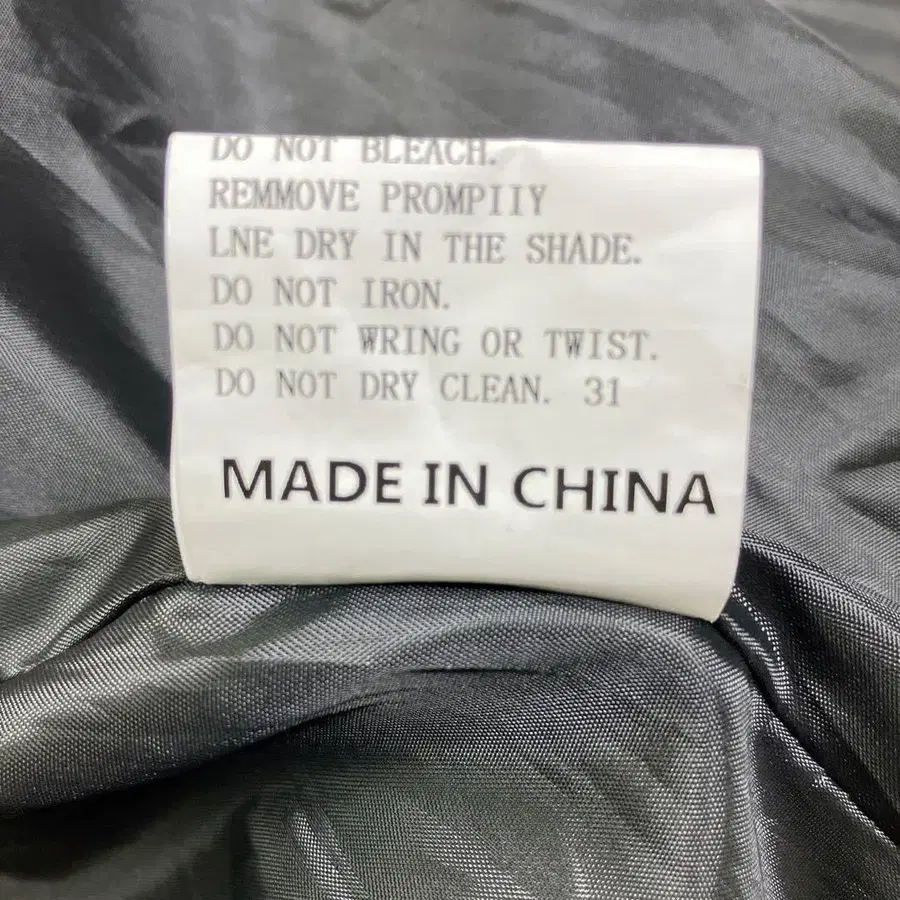 DO NOT BLEACH.
REMMOVE PROMPIIY
LNE DRY IN THE SHADE.
DO NOT IRON.
DO NOT WRING OR TWIST.
DO NOT DRY CLEAN. 31
MADE IN CHINA